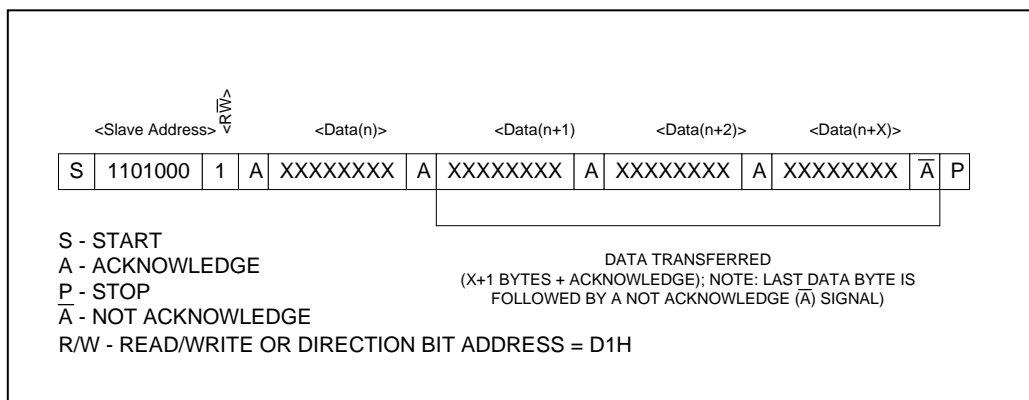 <Slave Address> <RW̅> <Data(n)> <Data(n+1) <Data(n+2)> <Data(n+X)>
S 1101000 1 A XXXXXXXX A XXXXXXXX A XXXXXXXX A XXXXXXXX A̅ P
S - START
A - ACKNOWLEDGE
P - STOP
A̅ - NOT ACKNOWLEDGE
R/W - READ/WRITE OR DIRECTION BIT ADDRESS = D1H
DATA TRANSFERRED
(X+1 BYTES + ACKNOWLEDGE); NOTE: LAST DATA BYTE IS
FOLLOWED BY A NOT ACKNOWLEDGE (A̅) SIGNAL)